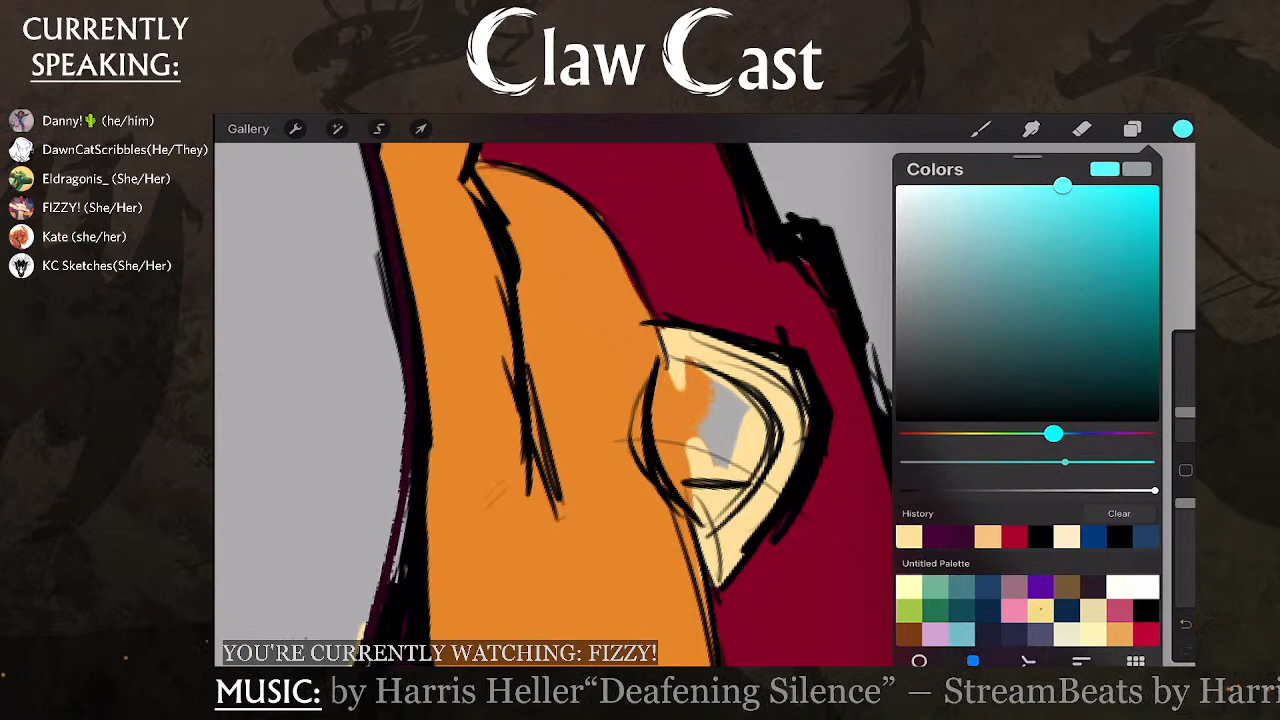 CURRENTLY
SPEAKING:
Claw Cast
Danny!🌵 (he/him)
DawnCatScribbles(He/They)
Eldragonis_ (She/Her)
FIZZY! (She/Her)
Kate (she/her)
KC Sketches(She/Her)
Gallery
Colors
History
Clear
Untitled Palette
YOU'RE CURRENTLY WATCHING: FIZZY!
MUSIC: by Harris Heller“Deafening Silence” – StreamBeats by Harri